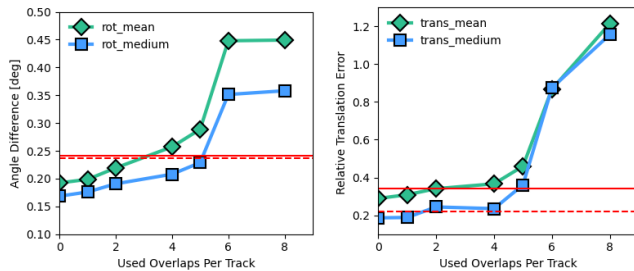 0.50
0.45
0.40
0.35
0.30
0.25
0.20
0.15
0.10
Angle Difference [deg]
rot_mean
rot_medium
0 2 4 6 8
Used Overlaps Per Track
1.2
1.0
0.8
0.6
0.4
0.2
Relative Translation Error
trans_mean
trans_medium
0 2 4 6 8
Used Overlaps Per Track